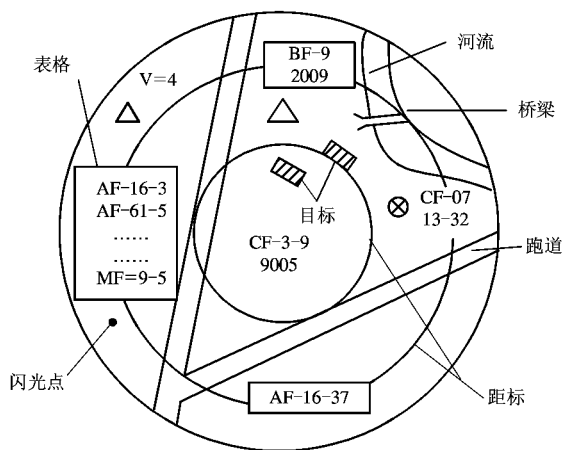 BF-9
2009
河流
表格
V=4
桥梁
AF-16-3
AF-61-5
……
……
MF=9-5
目标
CF-07
13-32
CF-3-9
9005
跑道
闪光点
AF-16-37
距标